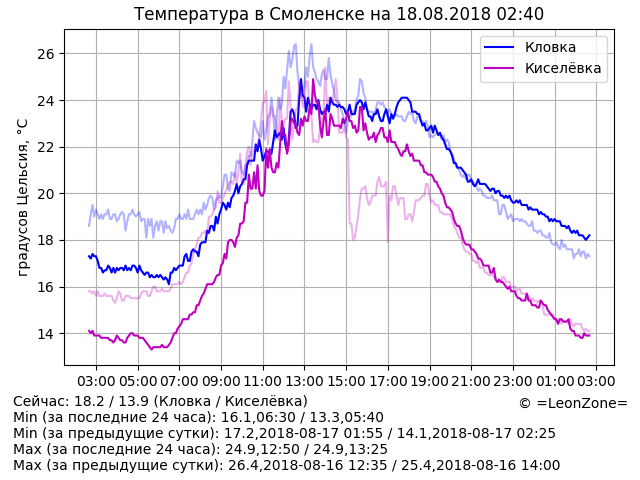 Температура в Смоленске на 18.08.2018 02:40
градусов Цельсия, °C
26
24
22
20
18
16
14
Кловка
Киселёвка
03:00 05:00 07:00 09:00 11:00 13:00 15:00 17:00 19:00 21:00 23:00 01:00 03:00
Сейчас: 18.2 / 13.9 (Кловка / Киселёвка)
© =LeonZone=
Min (за последние 24 часа): 16.1,06:30 / 13.3,05:40
Min (за предыдущие сутки): 17.2,2018-08-17 01:55 / 14.1,2018-08-17 02:25
Max (за последние 24 часа): 24.9,12:50 / 24.9,13:25
Max (за предыдущие сутки): 26.4,2018-08-16 12:35 / 25.4,2018-08-16 14:00